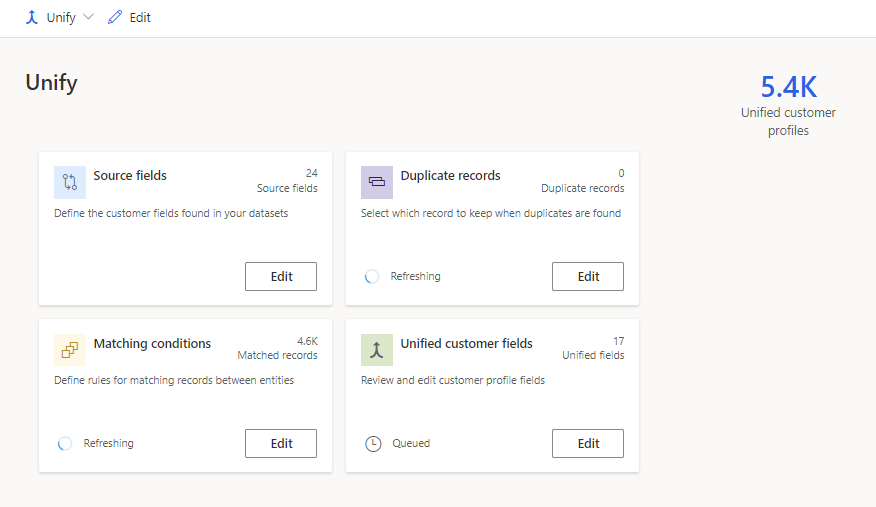 Unify
Edit
Unify
5.4K
Unified customer
profiles
Source fields
24
Source fields
Define the customer fields found in your datasets
Edit
Duplicate records
0
Duplicate records
Select which record to keep when duplicates are found
Refreshing
Edit
Matching conditions
4.6K
Matched records
Define rules for matching records between entities
Refreshing
Edit
Unified customer fields
17
Unified fields
Review and edit customer profile fields
Queued
Edit